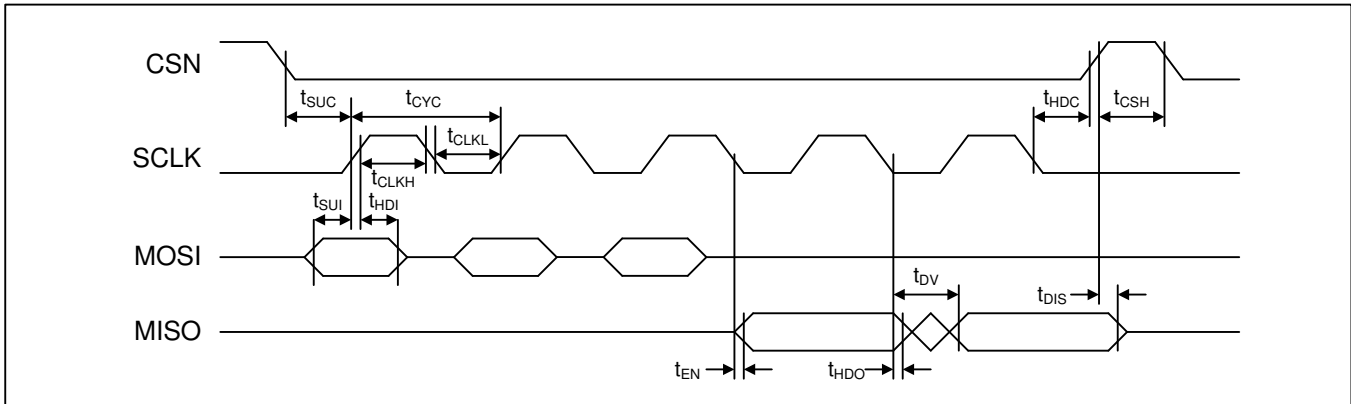 CSN
tSUC
tCYC
tHDC
tCSH
SCLK
tCLKL
tCLKH
tSUI
tHDI
MOSI
tDV
tDIS
MISO
tEN
tHDO